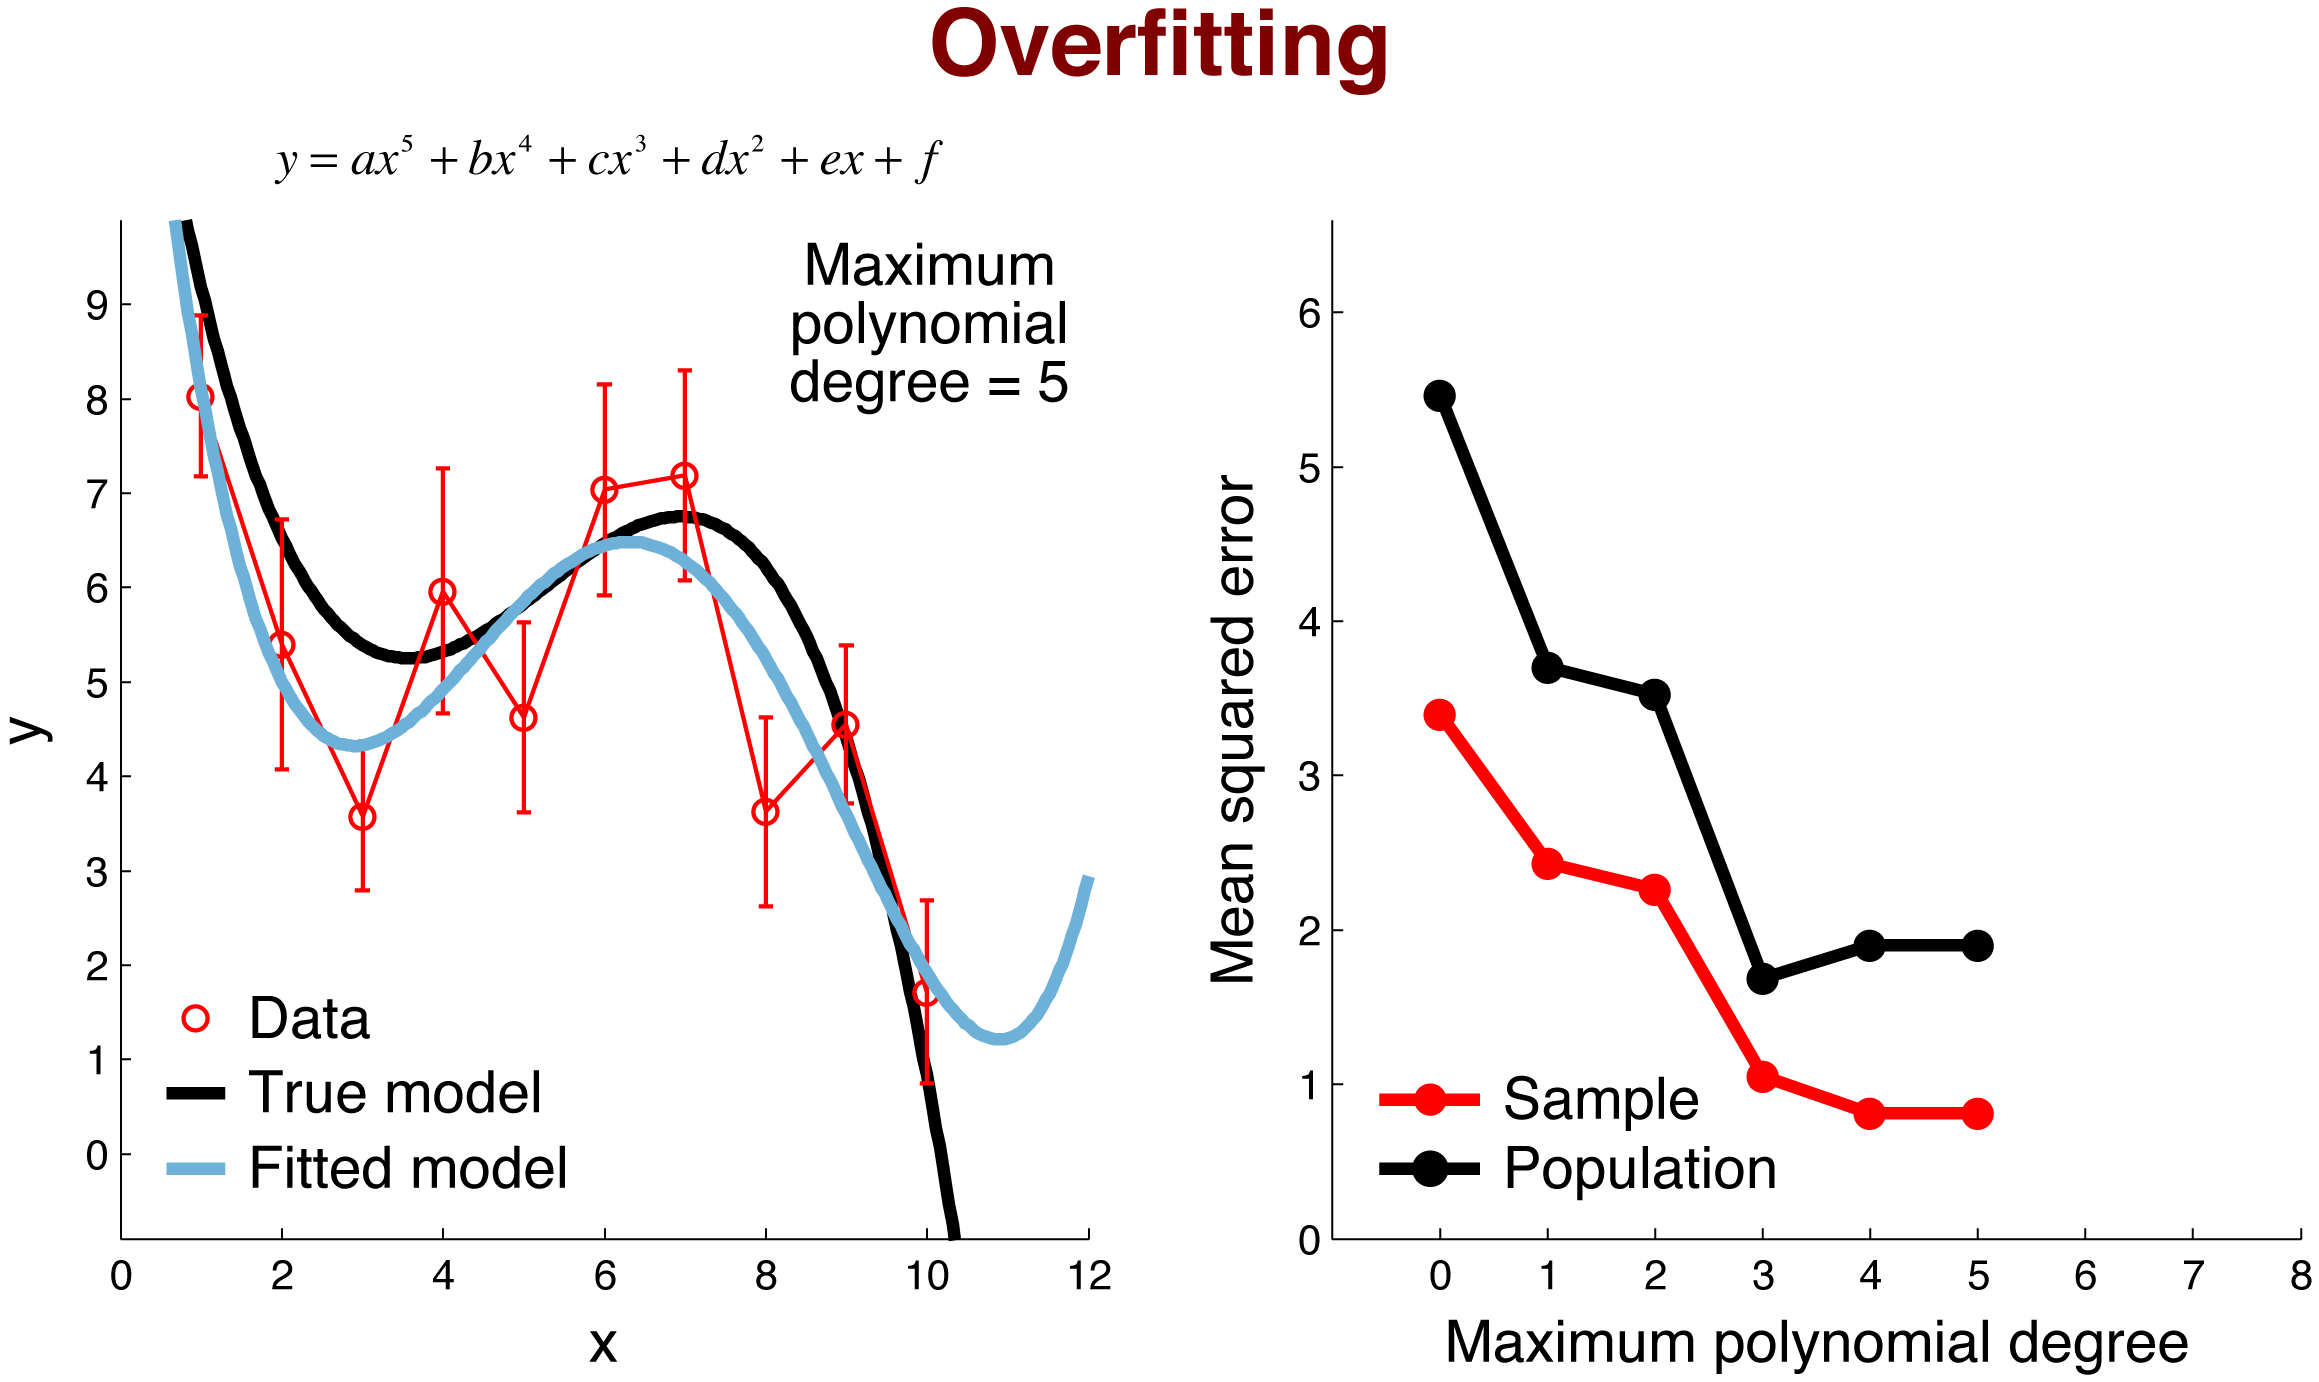 Overfitting
y = ax⁵ + bx⁴ + cx³ + dx² + ex + f
Maximum
polynomial
degree = 5
9
8
7
6
5
4
3
2
1
0
y
Data
True model
Fitted model
0 2 4 6 8 10 12
x
6
5
4
3
2
1
0
Mean squared error
Sample
Population
0 1 2 3 4 5 6 7 8
Maximum polynomial degree